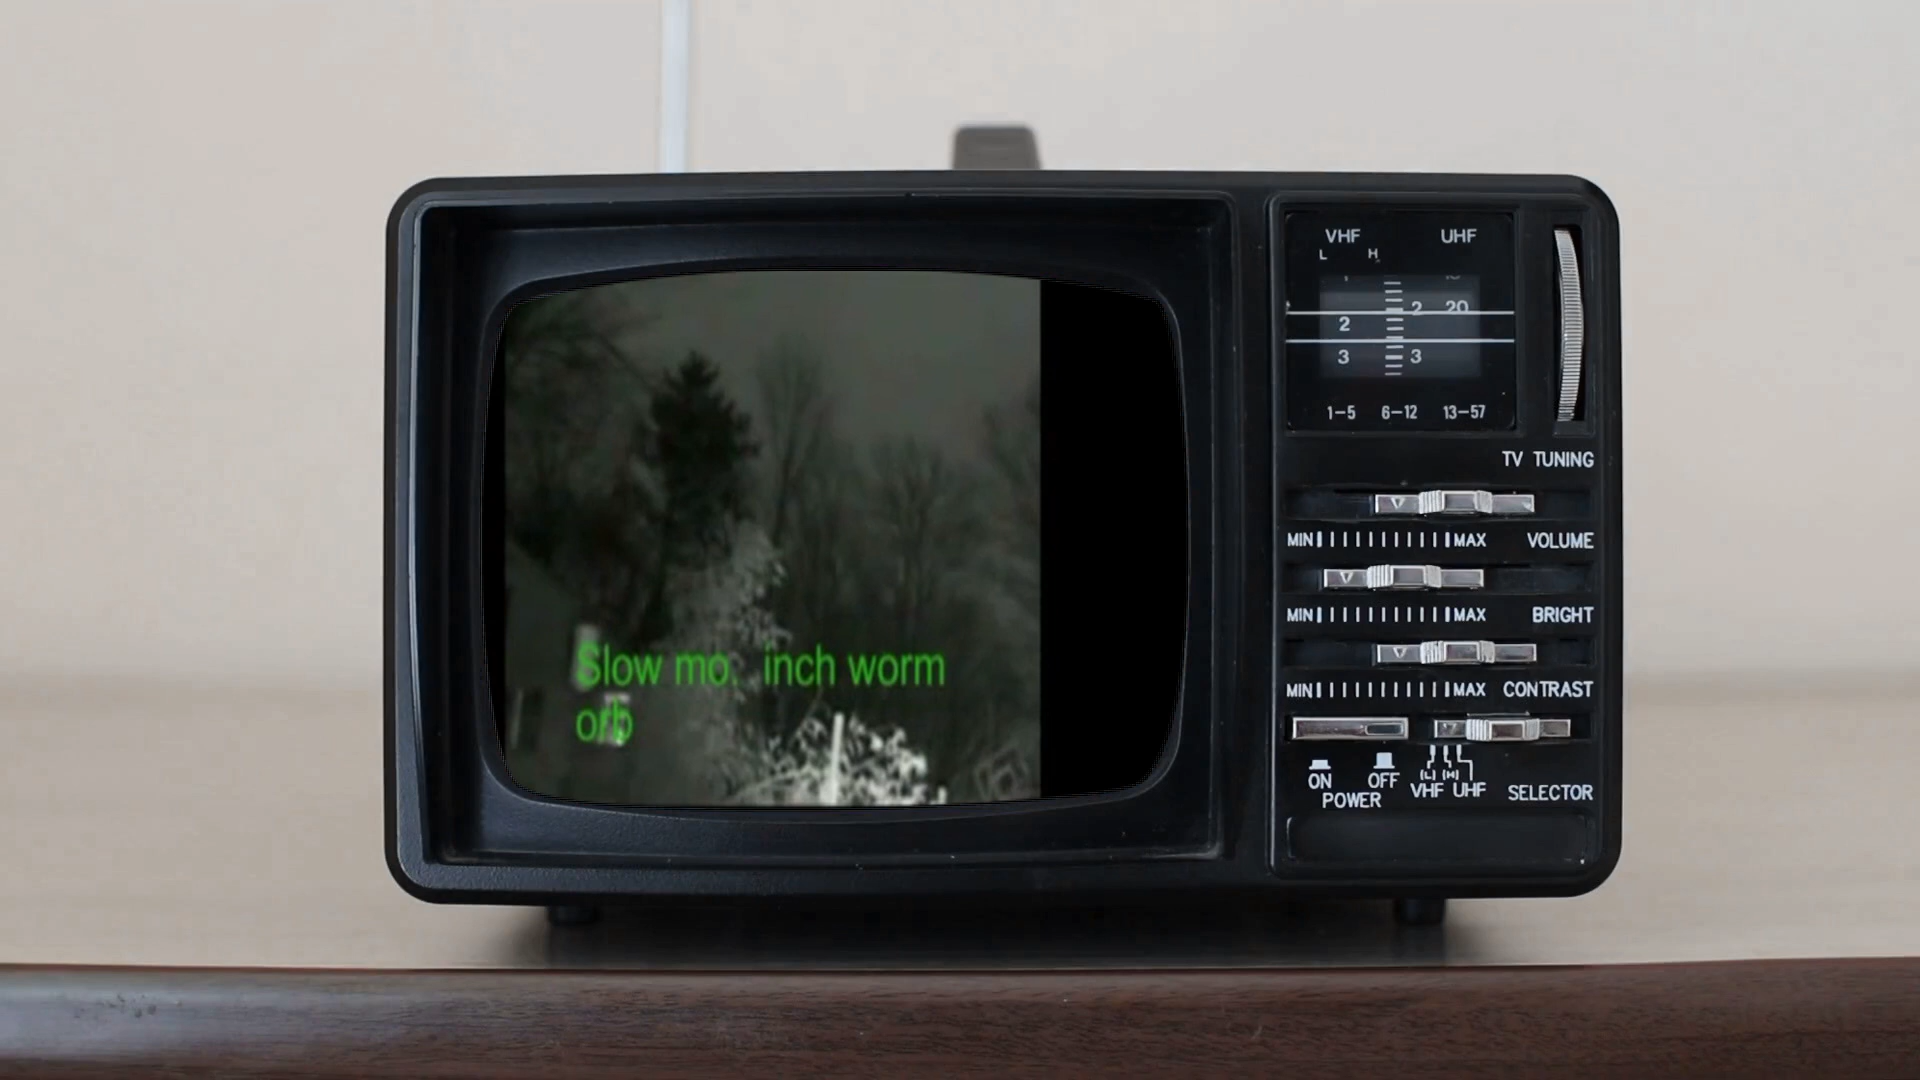 VHF UHF
L H
2 20
2
3 3
1-5 6-12 13-57
TV TUNING
MIN MAX VOLUME
MIN MAX BRIGHT
MIN MAX CONTRAST
ON OFF (L) (H)
POWER VHF UHF SELECTOR
Slow mo. inch worm
orb